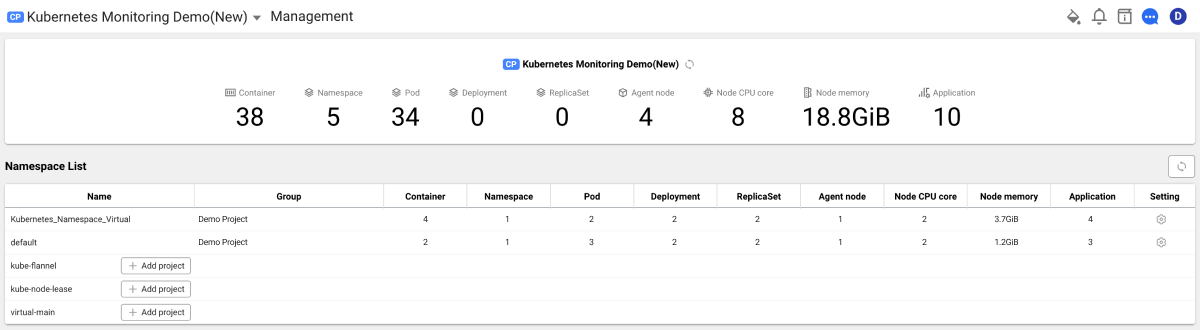 CP Kubernetes Monitoring Demo(New) Management D
CP Kubernetes Monitoring Demo(New)
Container Namespace Pod Deployment ReplicaSet Agent node Node CPU core Node memory Application
38 5 34 0 0 4 8 18.8GiB 10
Namespace List
Name Group Container Namespace Pod Deployment ReplicaSet Agent node Node CPU core Node memory Application Setting
Kubernetes_Namespace_Virtual Demo Project 4 1 2 2 2 1 2 3.7GiB 4
default Demo Project 2 1 3 2 2 1 2 1.2GiB 3
kube-flannel + Add project
kube-node-lease + Add project
virtual-main + Add project